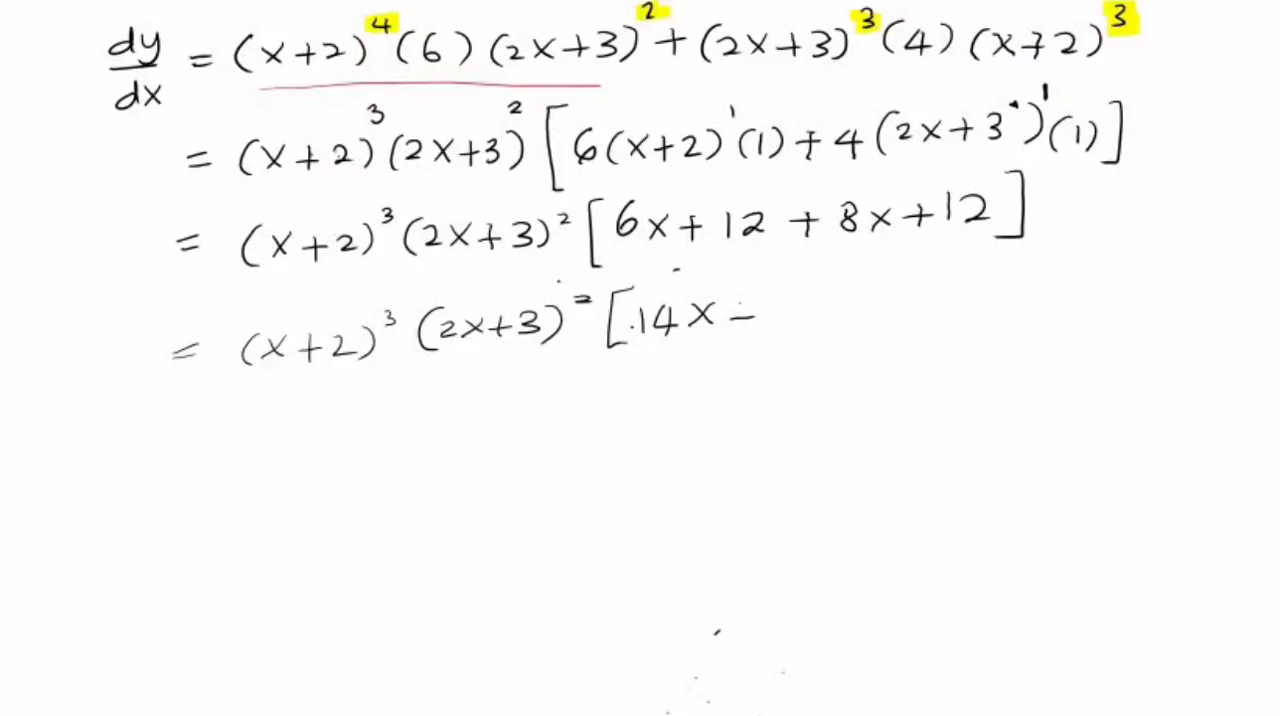 dy/dx = (x+2)⁴(6)(2x+3)² + (2x+3)³(4)(x+2)³
= (x+2)³(2x+3)² [6(x+2)¹(1) + 4(2x+3)¹(1)]
= (x+2)³(2x+3)² [6x+12 + 8x+12]
= (x+2)³(2x+3)² [14x -